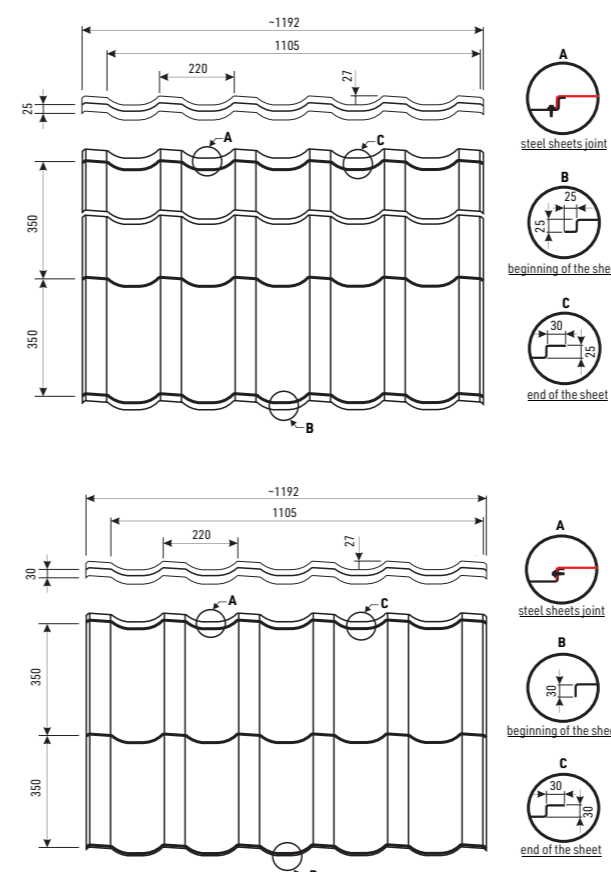 ~1192
1105
220
27
25
A
C
350
350
B
A
steel sheets joint
B
25
25
beginning of the she
C
30
25
end of the sheet
~1192
1105
220
27
30
A
C
350
350
A
steel sheets joint
B
30
beginning of the shee
C
30
30
end of the sheet